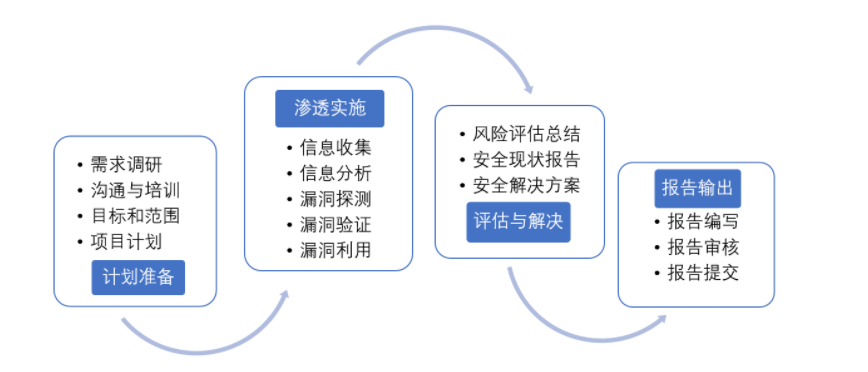 • 需求调研
• 沟通与培训
• 目标和范围
• 项目计划
计划准备
渗透实施
• 信息收集
• 信息分析
• 漏洞探测
• 漏洞验证
• 漏洞利用
• 风险评估总结
• 安全现状报告
• 安全解决方案
评估与解决
报告输出
• 报告编写
• 报告审核
• 报告提交